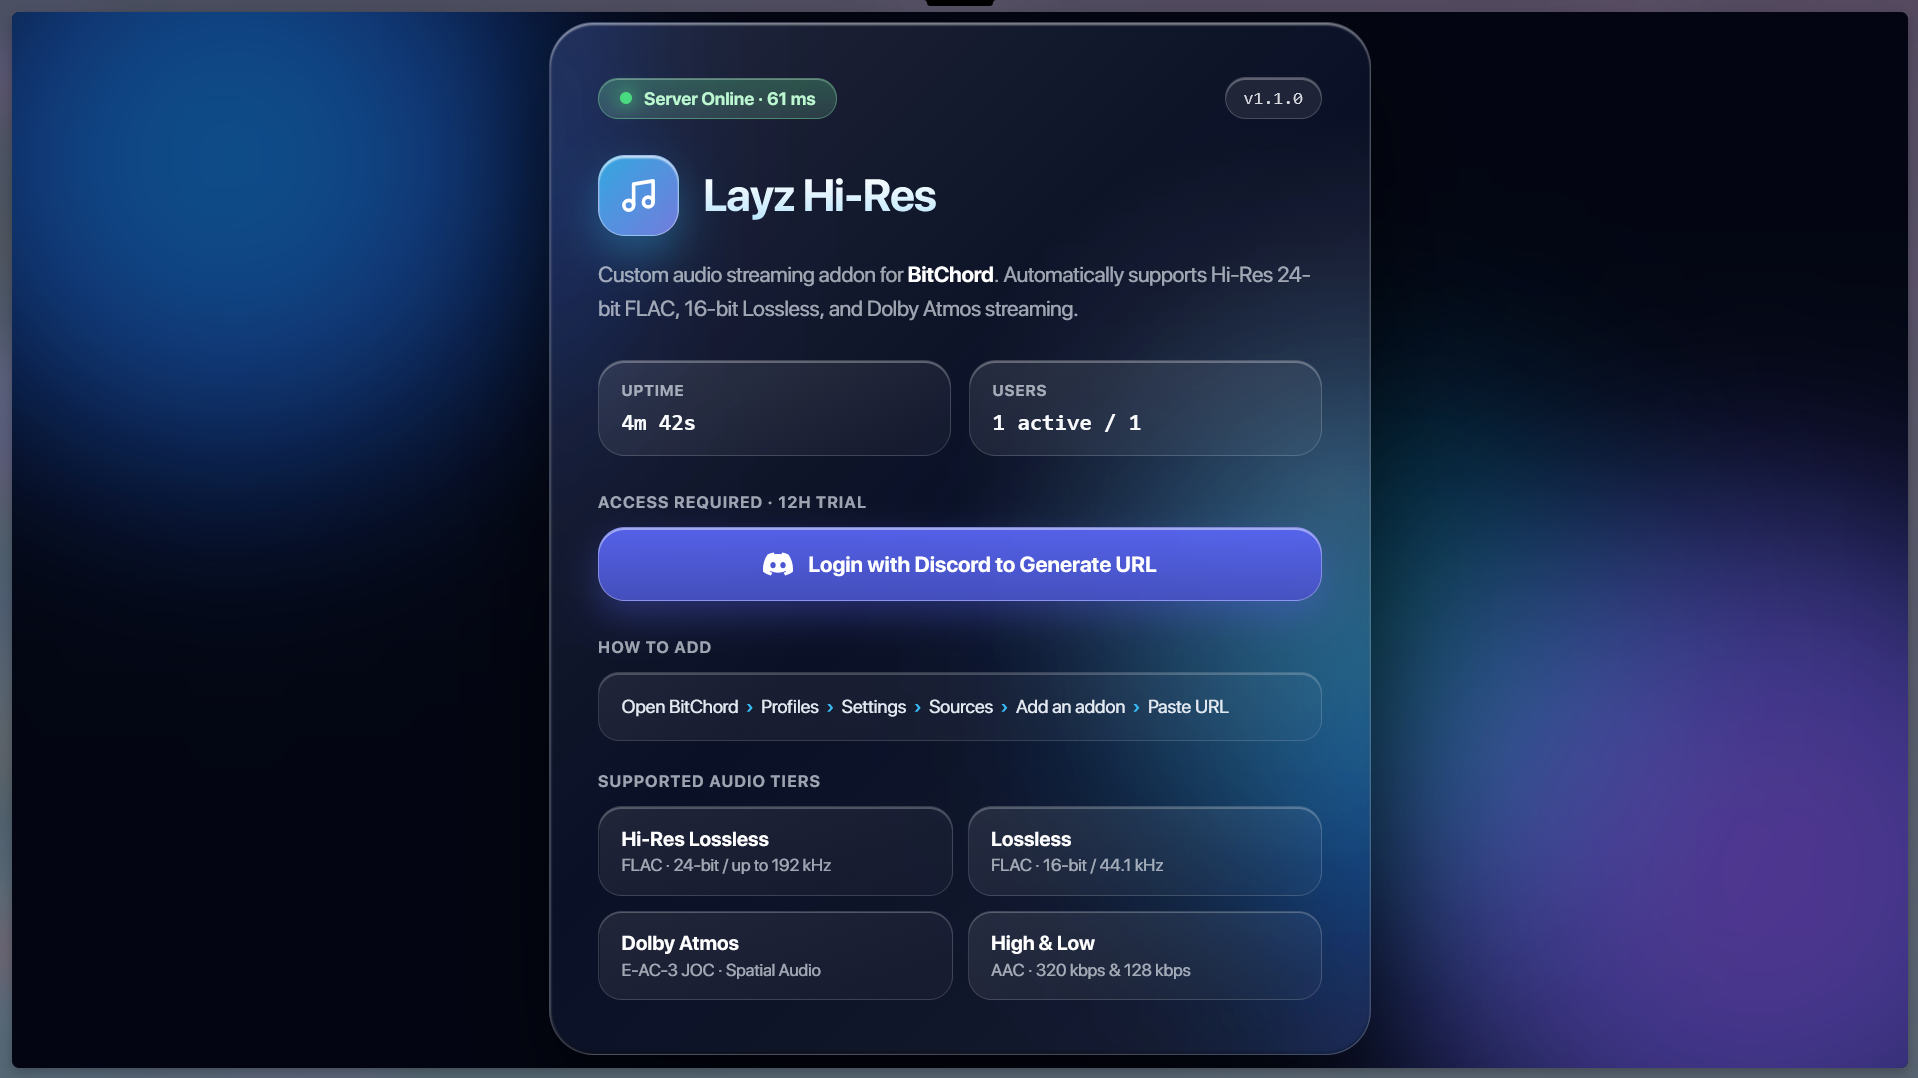 Server Online · 61 ms
v1.1.0
Layz Hi-Res
Custom audio streaming addon for BitChord. Automatically supports Hi-Res 24-
bit FLAC, 16-bit Lossless, and Dolby Atmos streaming.
UPTIME
4m 42s
USERS
1 active / 1
ACCESS REQUIRED · 12H TRIAL
Login with Discord to Generate URL
HOW TO ADD
Open BitChord › Profiles › Settings › Sources › Add an addon › Paste URL
SUPPORTED AUDIO TIERS
Hi-Res Lossless
FLAC · 24-bit / up to 192 kHz
Lossless
FLAC · 16-bit / 44.1 kHz
Dolby Atmos
E-AC-3 JOC · Spatial Audio
High & Low
AAC · 320 kbps & 128 kbps